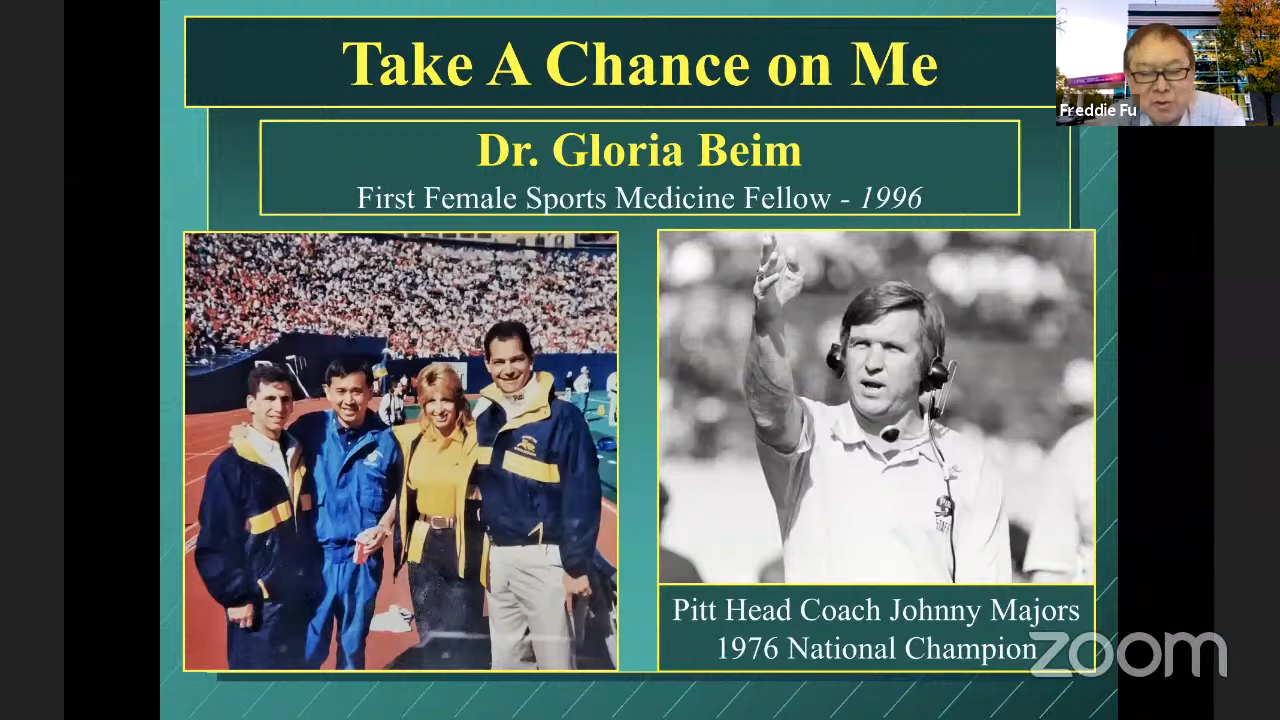 Take A Chance on Me
Freddie Fu
Dr. Gloria Beim
First Female Sports Medicine Fellow - 1996
STAFF
Pitt Head Coach Johnny Majors
1976 National Champion
zoom